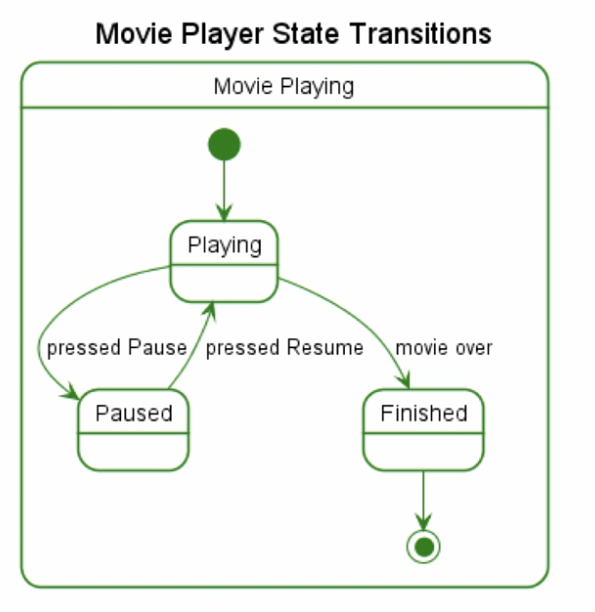 Movie Player State Transitions
Movie Playing
Playing
pressed Pause
pressed Resume
movie over
Paused
Finished